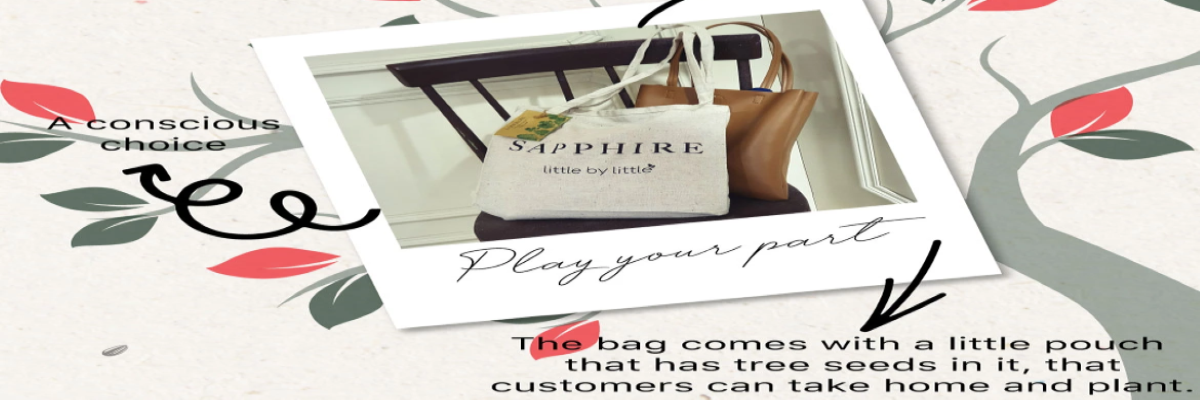 A conscious
choice
SAPPHIRE
little by little
Play your part
The bag comes with a little pouch
that has tree seeds in it, that
customers can take home and plant.